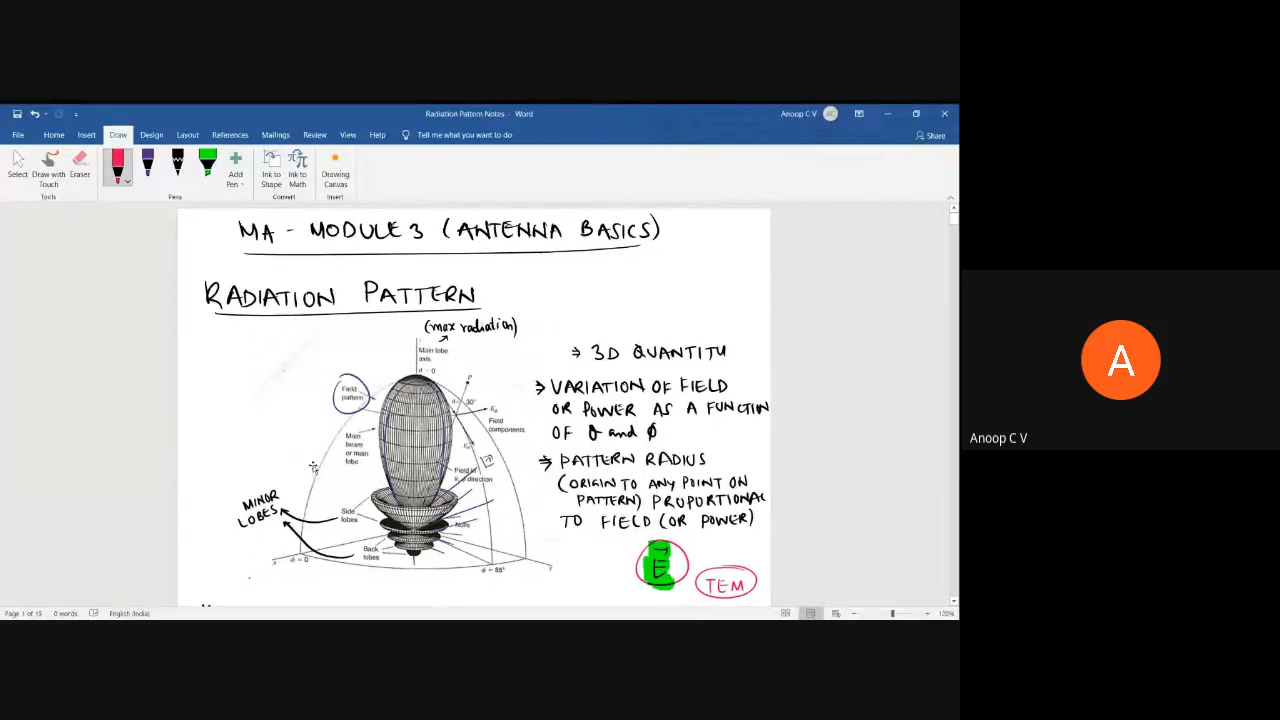 Radiation Pattern Notes - Word
Anoop C V
File Home Insert Draw Design Layout References Mailings Review View Help Tell me what you want to do
Share
Select
Draw with Touch
Eraser
Add Pen
Ink to Shape
Ink to Math
Drawing Canvas
Tools
Pens
Convert
Insert
MA - MODULE 3 (ANTENNA BASICS)
RADIATION PATTERN
(max radiation)
Main lobe
axis
θ = 0
⇒ 3D QUANTITY
Field
pattern
P
30°
Field
components
Main
beam
or main
lobe
⇒ VARIATION OF FIELD
OR POWER AS A FUNCTION
OF θ and ϕ
⇒ PATTERN RADIUS
(ORIGIN TO ANY POINT ON
PATTERN) PROPORTIONAL
TO FIELD (OR POWER)
Field in
θ, ϕ direction
MINOR
LOBES
Side
lobes
Nulls
Back
lobes
x
ϕ = 0
ϕ = 85°
y
E
TEM
A
Anoop C V
Page 1 of 15 0 words English (India)
120%